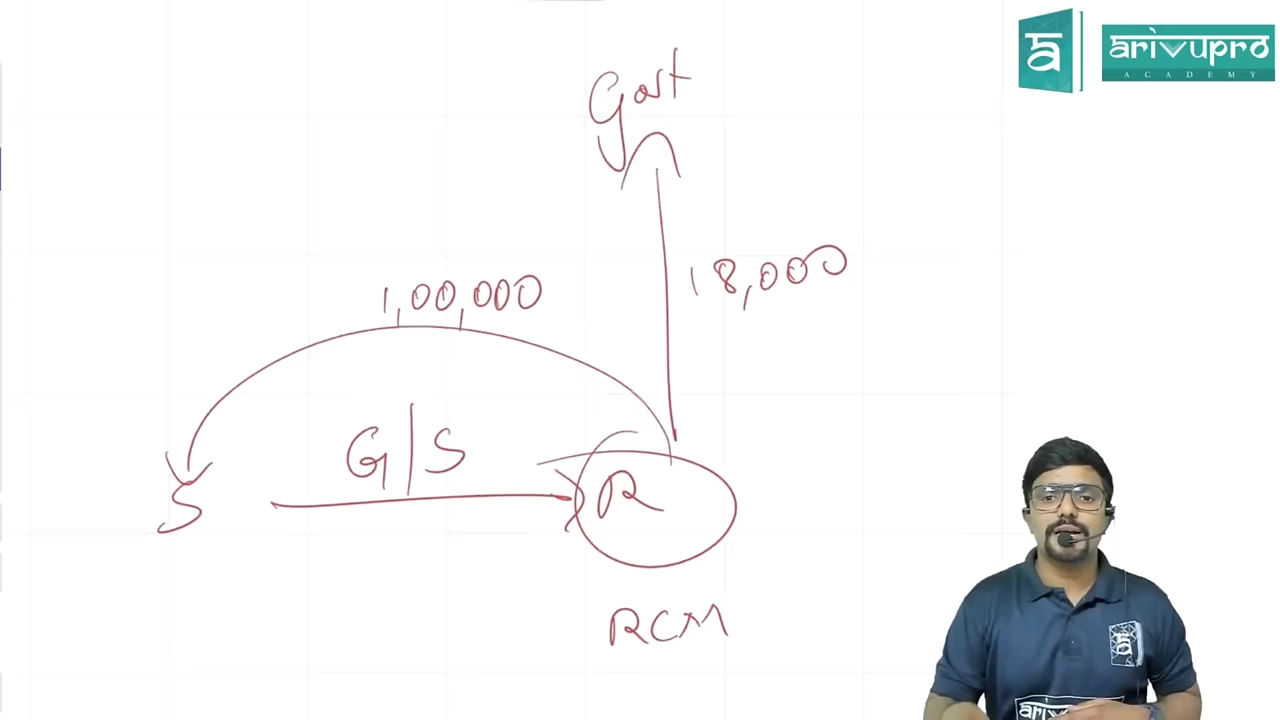 arivupro
ACADEMY
Govt
18,000
1,00,000
G|S
S
R
RCM